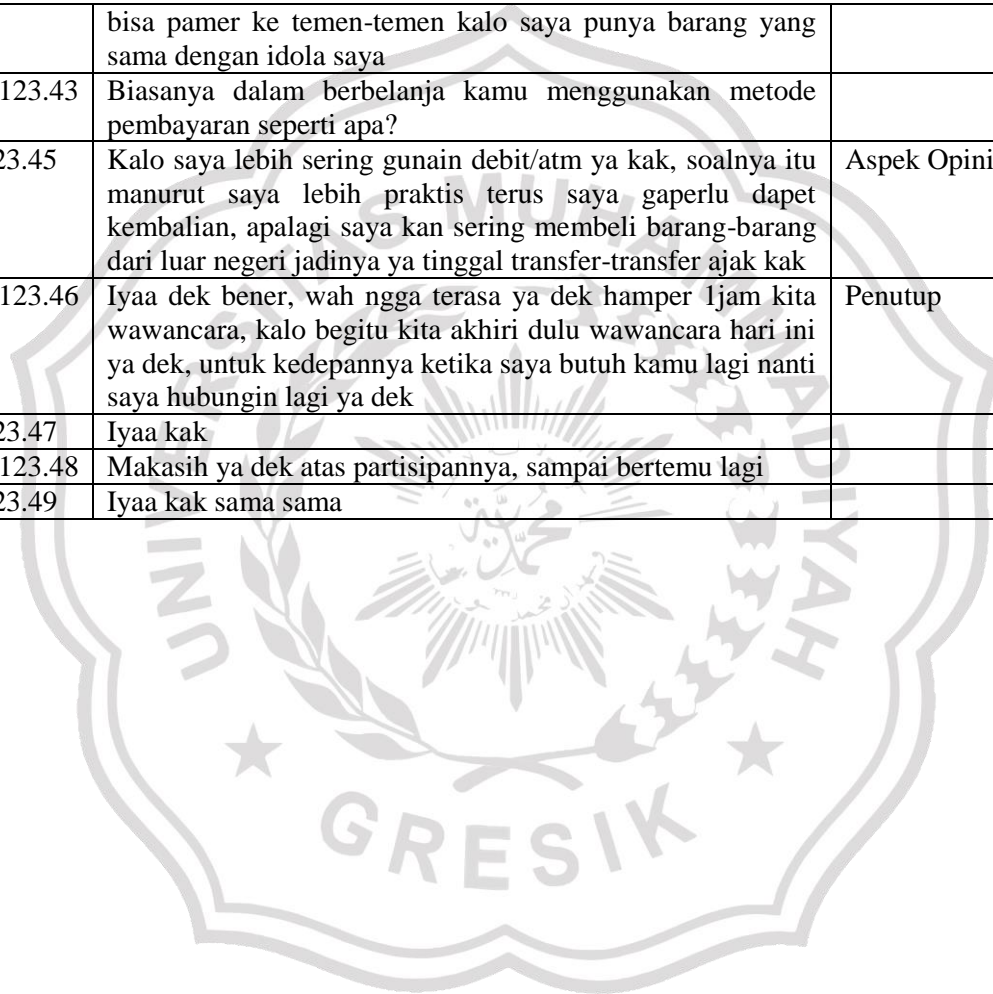 bisa pamer ke temen-temen kalo saya punya barang yang
sama dengan idola saya
123.43 Biasanya dalam berbelanja kamu menggunakan metode
pembayaran seperti apa?
23.45 Kalo saya lebih sering gunain debit/atm ya kak, soalnya itu Aspek Opini
manurut saya lebih praktis terus saya gaperlu dapet
kembalian, apalagi saya kan sering membeli barang-barang
dari luar negeri jadinya ya tinggal transfer-transfer ajak kak
123.46 Iyaa dek bener, wah ngga terasa ya dek hamper 1jam kita Penutup
wawancara, kalo begitu kita akhiri dulu wawancara hari ini
ya dek, untuk kedepannya ketika saya butuh kamu lagi nanti
saya hubungin lagi ya dek
23.47 Iyaa kak
123.48 Makasih ya dek atas partisipannya, sampai bertemu lagi
23.49 Iyaa kak sama sama
UNIVERSITAS MUHAMMADIYAH
GRESIK